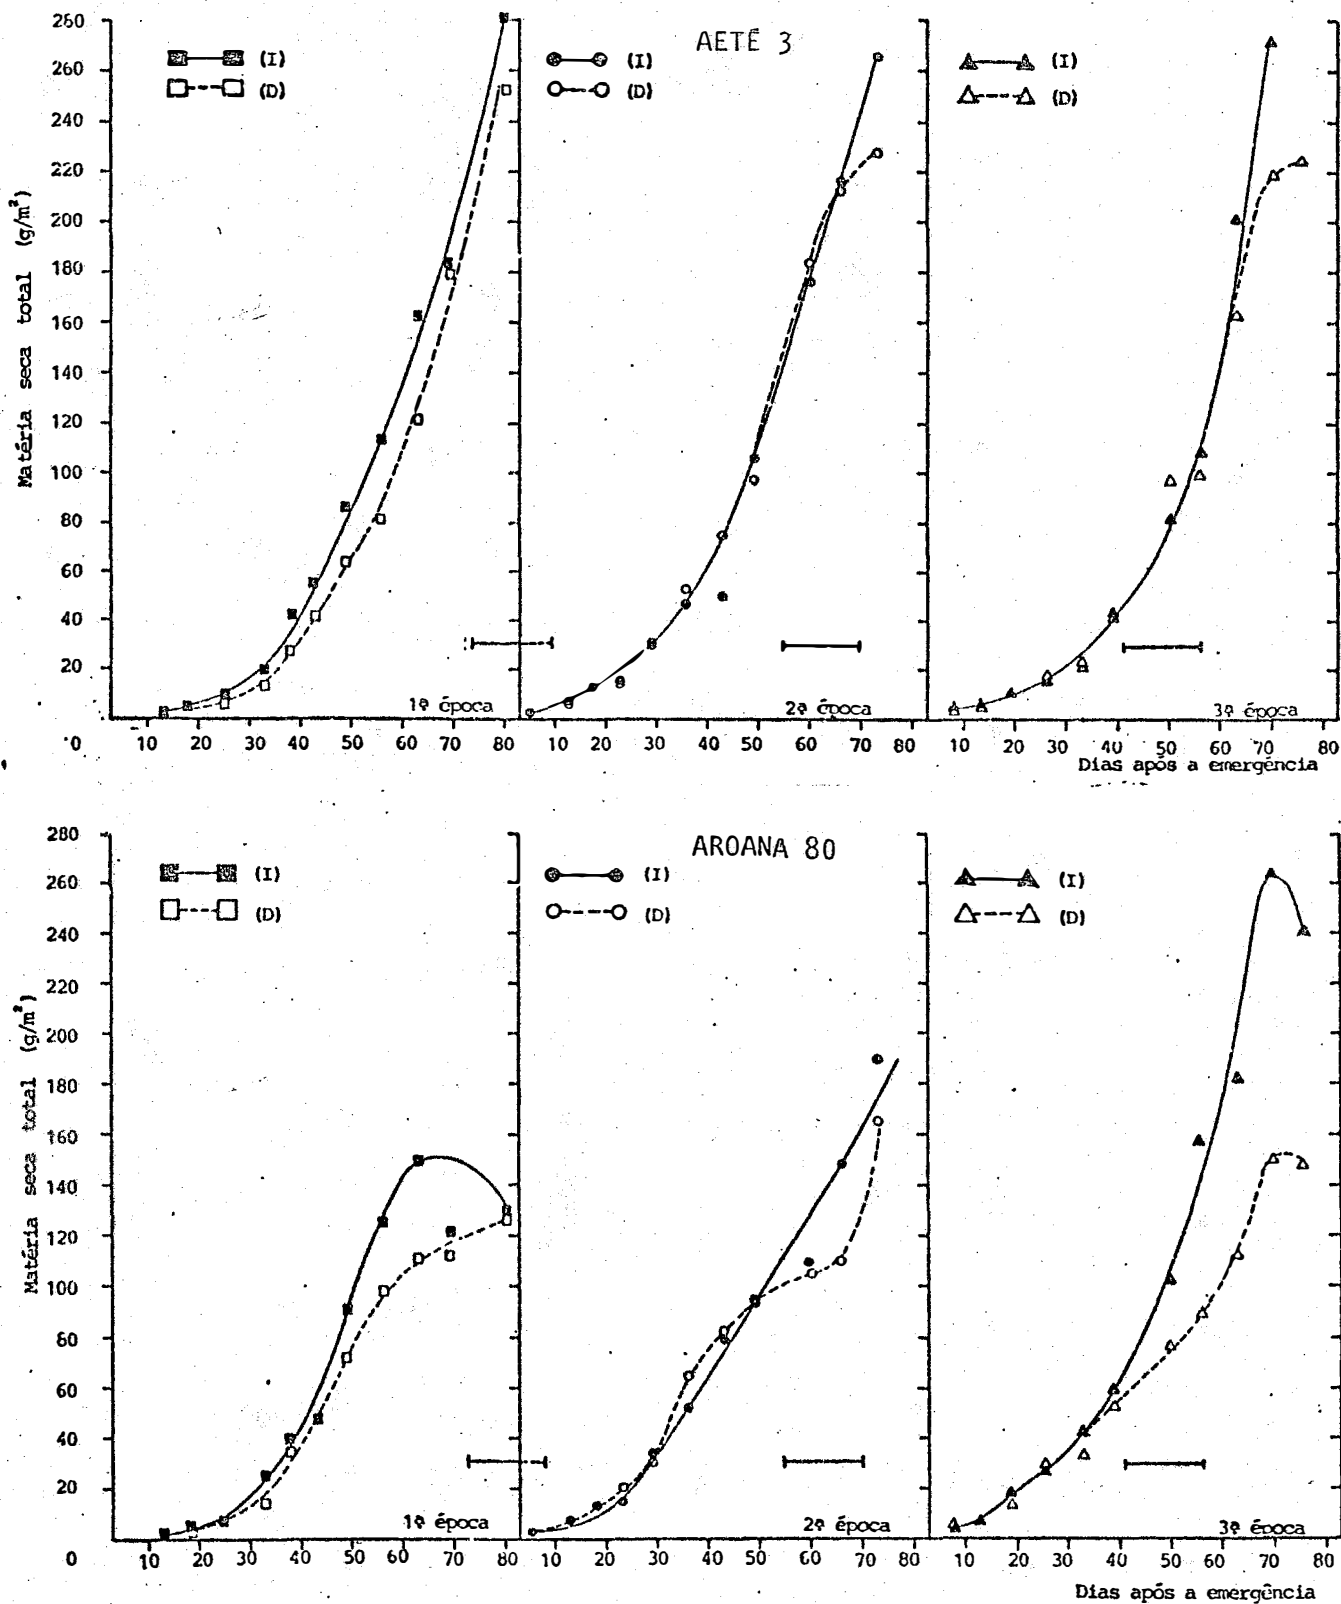 AETÉ 3
Matéria seca total (g/m²)
260
260
240
220
200
180
160
140
120
100
80
60
40
20
0
(I)
(D)
(I)
(D)
(I)
(D)
1ª época
2ª época
3ª época
10 20 30 40 50 60 70 80
10 20 30 40 50 60 70 80
10 20 30 40 50 60 70 80
Dias após a emergência
AROANA 80
Matéria seca total (g/m²)
280
260
240
220
200
180
160
140
120
100
80
60
40
20
0
(I)
(D)
(I)
(D)
(I)
(D)
1ª época
2ª época
3ª época
10 20 30 40 50 60 70 80
10 20 30 40 50 60 70 80
10 20 30 40 50 60 70 80
Dias após a emergência